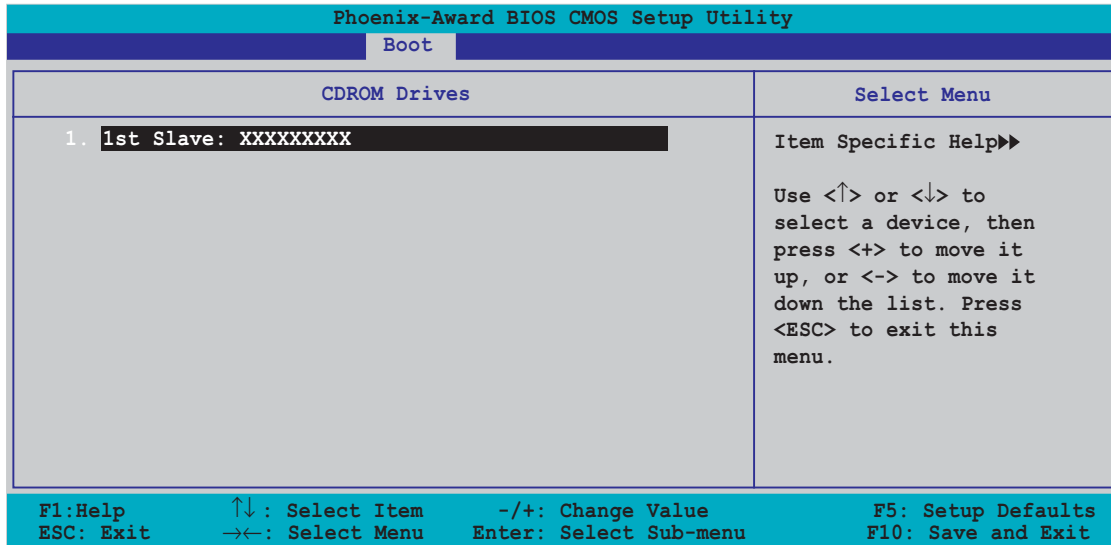 Phoenix-Award BIOS CMOS Setup Utility
Boot
CDROM Drives
Select Menu
1. 1st Slave: XXXXXXXXX
Item Specific Help▶▶
Use <↑> or <↓> to
select a device, then
press <+> to move it
up, or <-> to move it
down the list. Press
<ESC> to exit this
menu.
F1:Help ↑↓: Select Item -/+: Change Value F5: Setup Defaults
ESC: Exit →←: Select Menu Enter: Select Sub-menu F10: Save and Exit